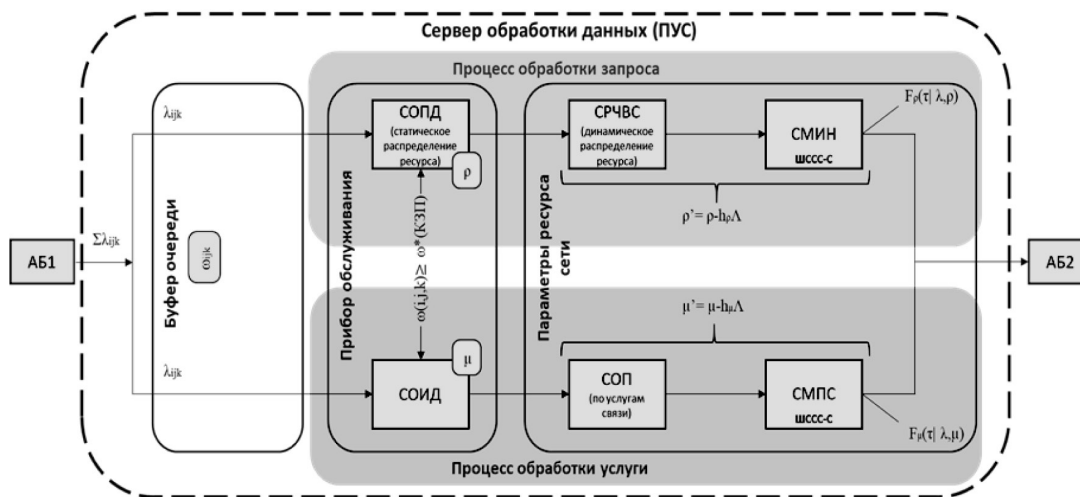 Сервер обработки данных (ПУС)
Процесс обработки запроса
λijk
СОПД
(статическое
распределение
ресурса)
ρ
СРЧВС
(динамическое
распределение
ресурса)
СМИН
ШССС-С
Fρ(τ| λ,ρ)
ρ’= ρ-hρΛ
Буфер очереди
ωijk
Прибор обслуживания
ω(i,j,k)≥ ω*(КЗП)
Параметры ресурса
сети
АБ1
Σλijk
АБ2
μ’= μ-hμΛ
λijk
СОИД
μ
СОП
(по услугам
связи)
СМПС
ШССС-С
Fμ(τ| λ,μ)
Процесс обработки услуги